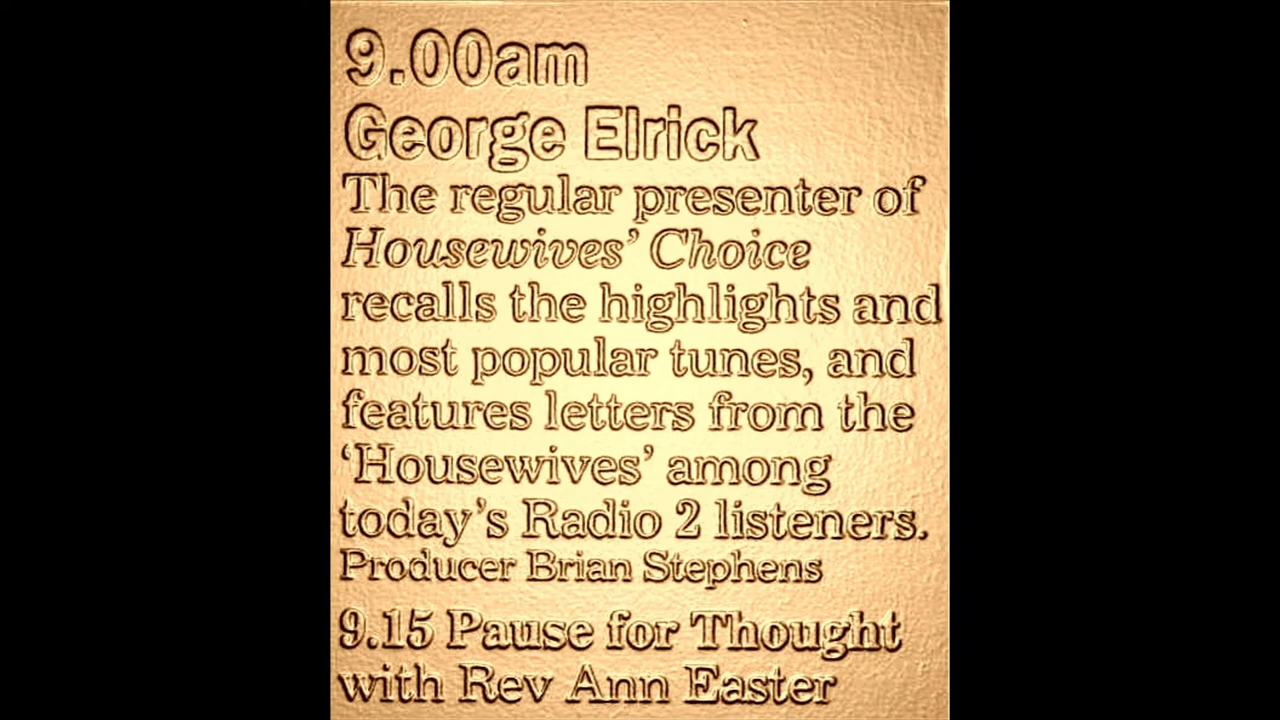 9.00am
George Elrick
The regular presenter of
Housewives' Choice
recalls the highlights and
most popular tunes, and
features letters from the
‘Housewives’ among
today’s Radio 2 listeners.
Producer Brian Stephens
9.15 Pause for Thought
with Rev Ann Easter